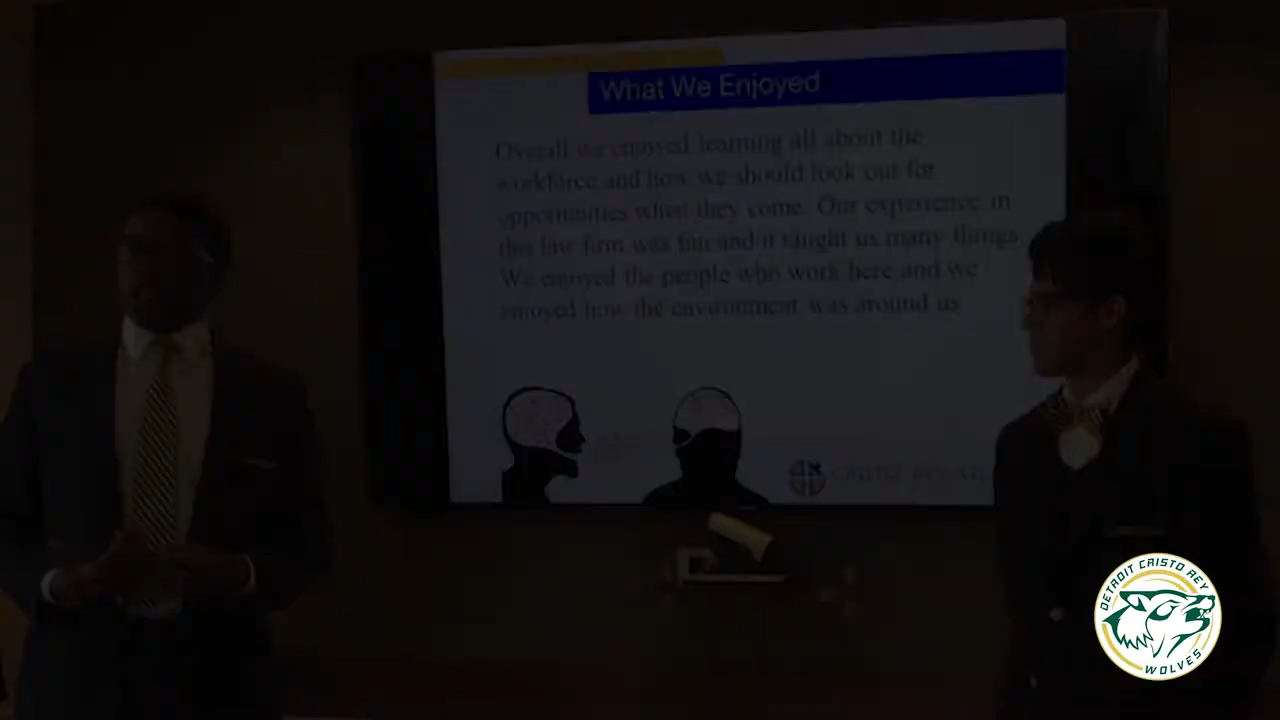 What We Enjoyed
Overall we enjoyed learning all about the
workforce and how we should look out for
opportunities when they come. Our experience in
this law firm was fun and it taught us many things
We enjoyed the people who work here and we
enjoyed how the environment was around us
CRISTO REY
DETROIT CRISTO REY
WOLVES